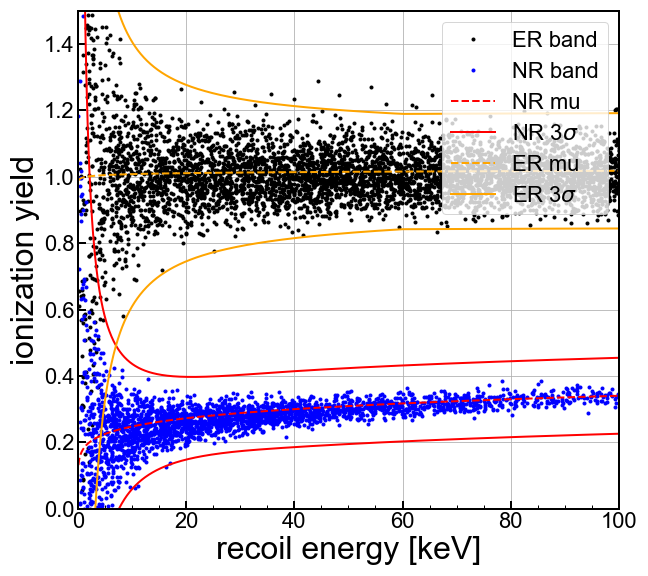 ER band
NR band
NR mu
NR 3σ
ER mu
ER 3σ
ionization yield
1.4
1.2
1.0
0.8
0.6
0.4
0.2
0.0
0 20 40 60 80 100
recoil energy [keV]